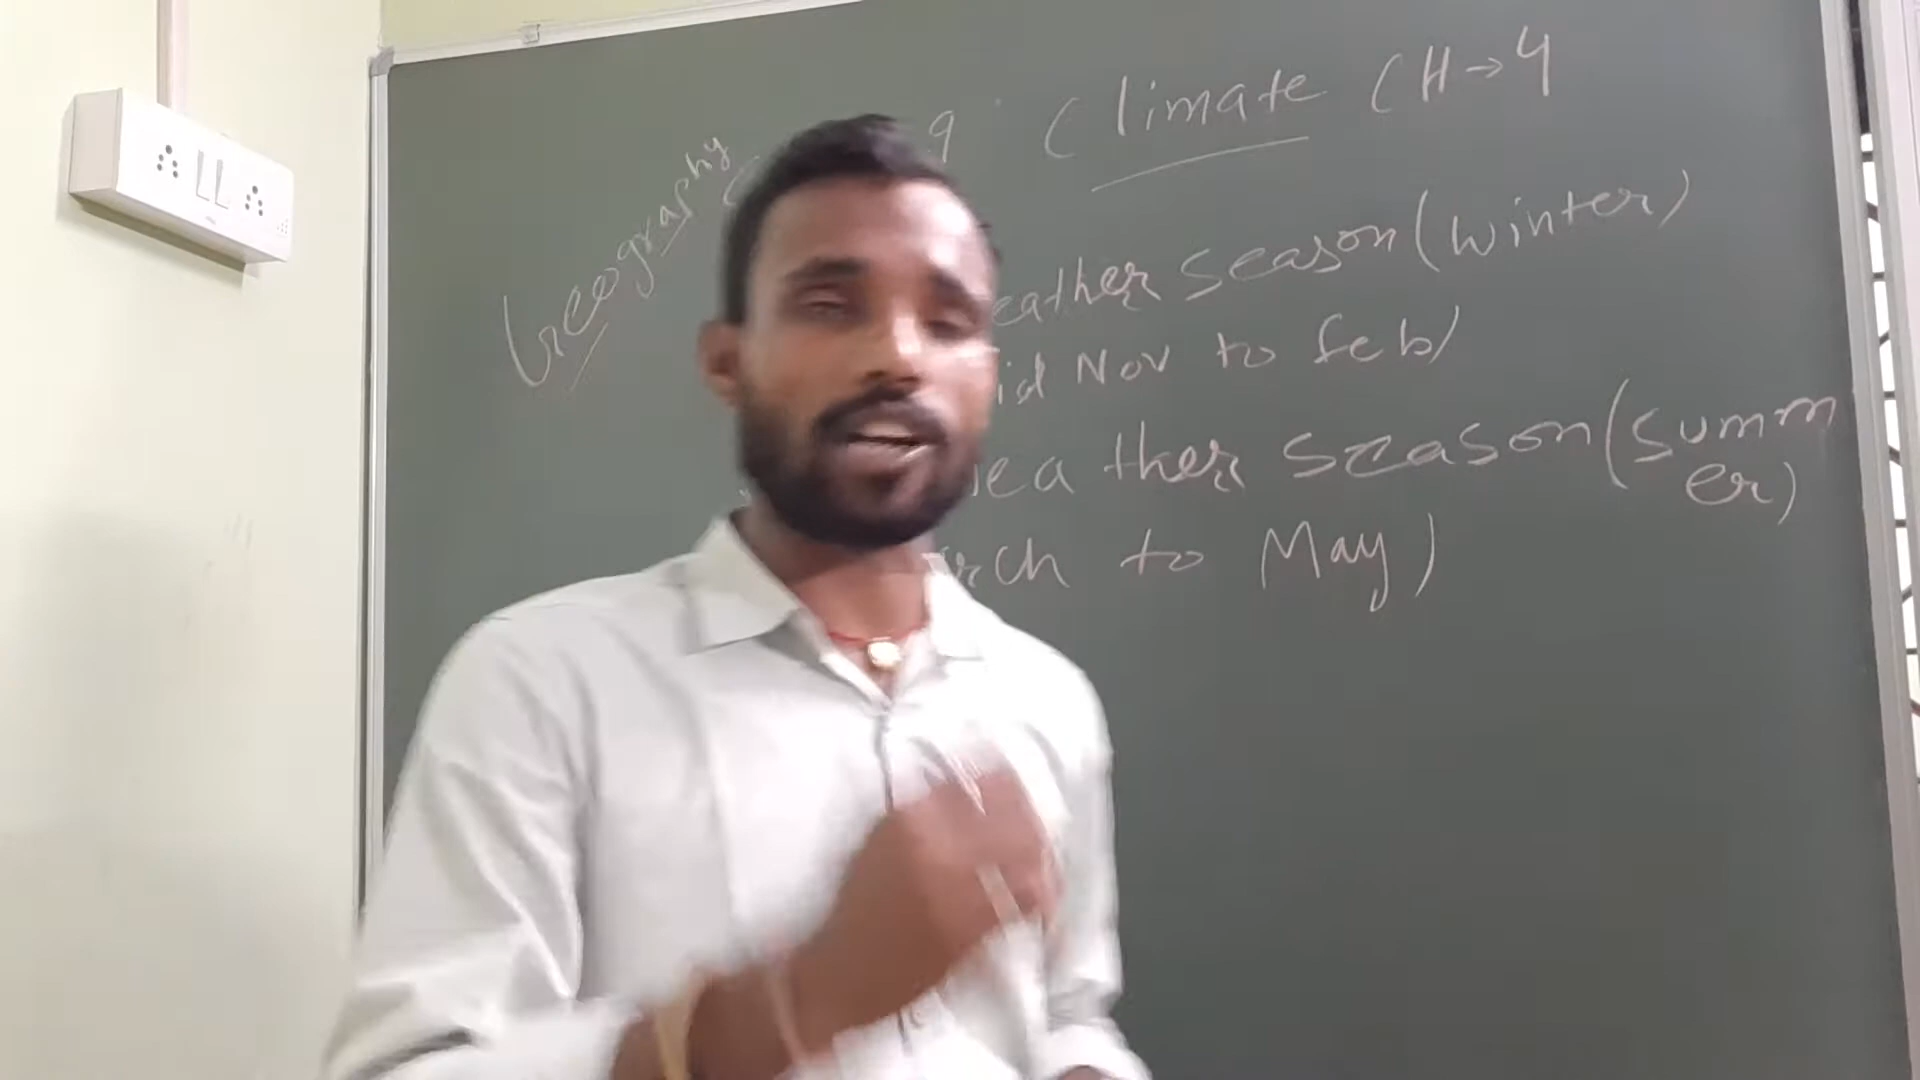 Geography
9 Climate CH→4
eather Season (Winter)
id Nov to Feb)
ea ther Season (Summ
er)
rch to May)